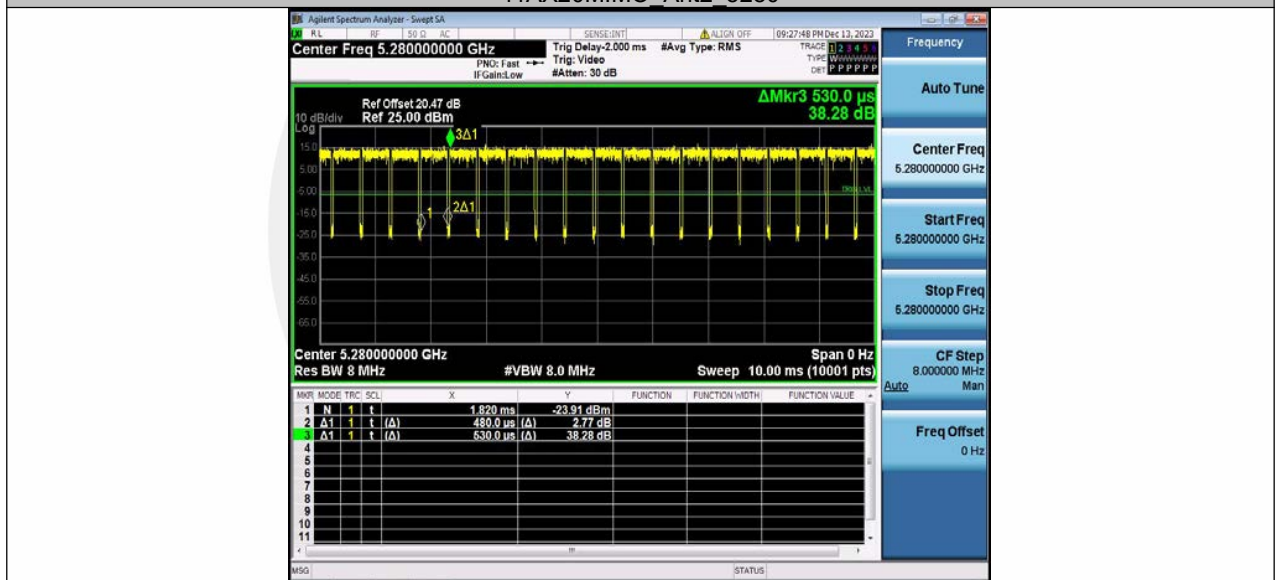 11AX20MIMO_Ant2_5280
Agilent Spectrum Analyzer - Swept SA
RL RF 50 Ω AC SENSE:INT ALIGN OFF 09:27:48 PM Dec 13, 2023
Center Freq 5.280000000 GHz
PNO: Fast
IFGain:Low
Trig Delay-2.000 ms
Trig: Video
#Atten: 30 dB
#Avg Type: RMS
TRACE 1 2 3 4 5 6
TYPE WWWWWW
DET P P P P P P
ΔMkr3 530.0 µs
38.28 dB
10 dB/div
Log
Ref Offset 20.47 dB
Ref 25.00 dBm
3Δ1
15.0
5.00
-5.00
TRIG LVL
1
2Δ1
-15.0
-25.0
-35.0
-45.0
-55.0
-65.0
Center 5.280000000 GHz Span 0 Hz
Res BW 8 MHz #VBW 8.0 MHz Sweep 10.00 ms (10001 pts)
MKR MODE TRC SCL X Y FUNCTION FUNCTION WIDTH FUNCTION VALUE
1 N 1 t 1.820 ms -23.91 dBm
2 Δ1 1 t (Δ) 480.0 µs (Δ) 2.77 dB
3 Δ1 1 t (Δ) 530.0 µs (Δ) 38.28 dB
4
5
6
7
8
9
10
11
MSG STATUS
Frequency
Auto Tune
Center Freq
5.280000000 GHz
Start Freq
5.280000000 GHz
Stop Freq
5.280000000 GHz
CF Step
8.000000 MHz
Auto Man
Freq Offset
0 Hz